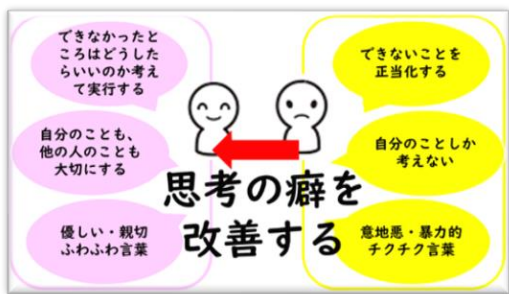 できなかったと
ころはどうした
らいいのか考え
て実行する
自分のことも、
他の人のことも
大切にする
優しい・親切
ふわふわ言葉
できないことを
正当化する
自分のことしか
考えない
意地悪・暴力的
チクチク言葉
思考の癖を
改善する